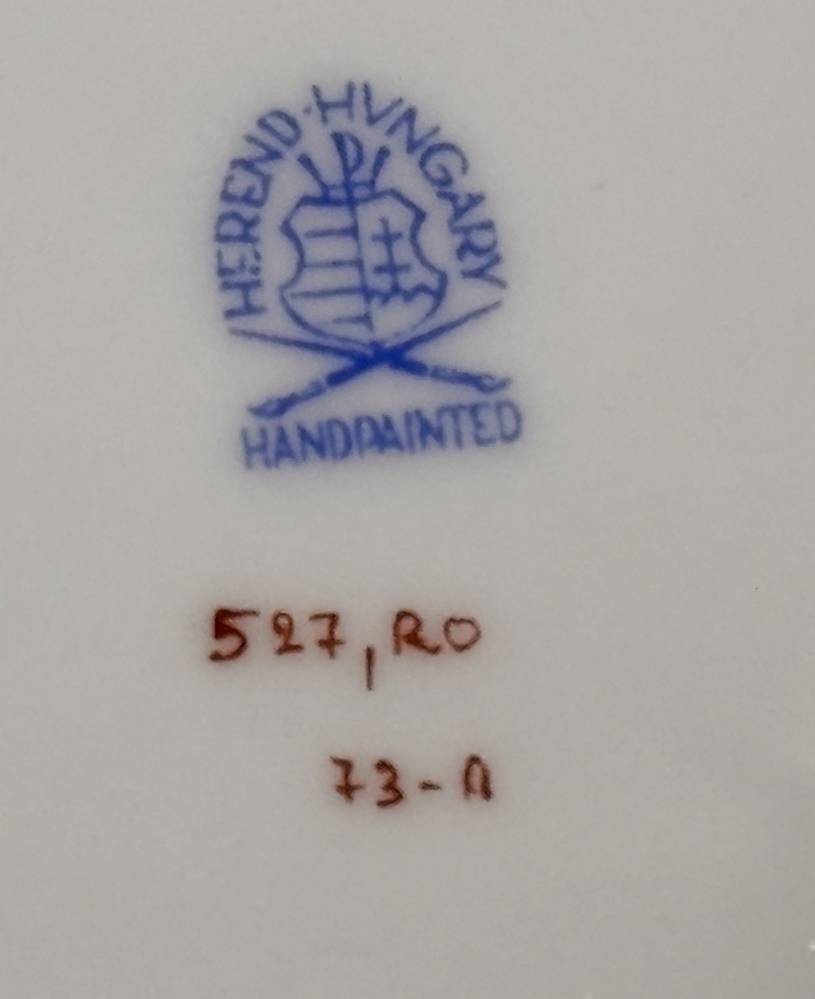 HEREND · HVNGARY
HANDPAINTED
527, RO
73-A